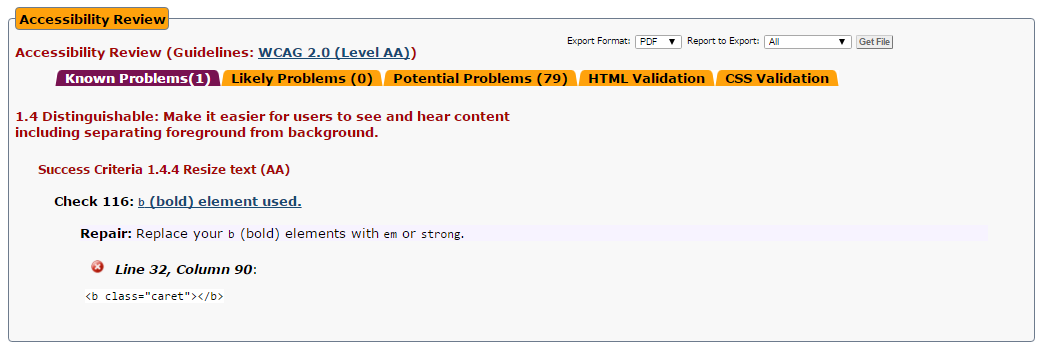 Accessibility Review
Export Format: PDF ▼ Report to Export: All ▼ Get File
Accessibility Review (Guidelines: WCAG 2.0 (Level AA))
Known Problems(1) Likely Problems (0) Potential Problems (79) HTML Validation CSS Validation
1.4 Distinguishable: Make it easier for users to see and hear content
including separating foreground from background.
Success Criteria 1.4.4 Resize text (AA)
Check 116: b (bold) element used.
Repair: Replace your b (bold) elements with em or strong.
Line 32, Column 90:
<b class="caret"></b>